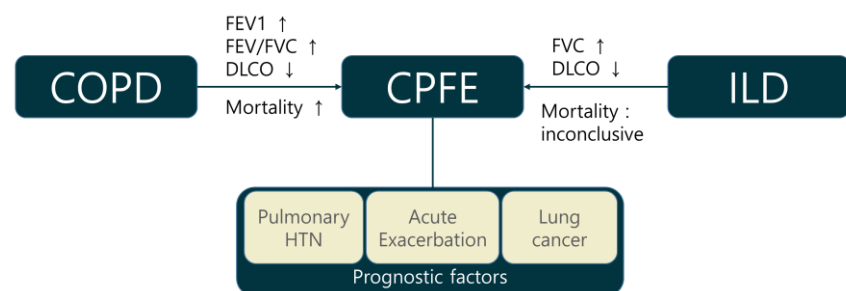 FEV1 ↑
FEV/FVC ↑
DLCO ↓
FVC ↑
DLCO ↓
COPD
CPFE
ILD
Mortality ↑
Mortality :
inconclusive
Pulmonary
HTN
Acute
Exacerbation
Lung
cancer
Prognostic factors